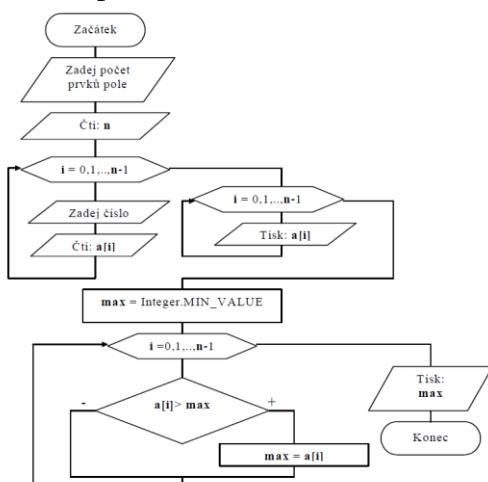 Začátek
Zadej počet
prvků pole
Čti: n
i = 0,1,..,n-1
Zadej číslo
Čti: a[i]
i = 0,1,..,n-1
Tisk: a[i]
max = Integer.MIN_VALUE
i =0,1,..,n-1
-
a[i]> max
+
max = a[i]
Tisk:
max
Konec